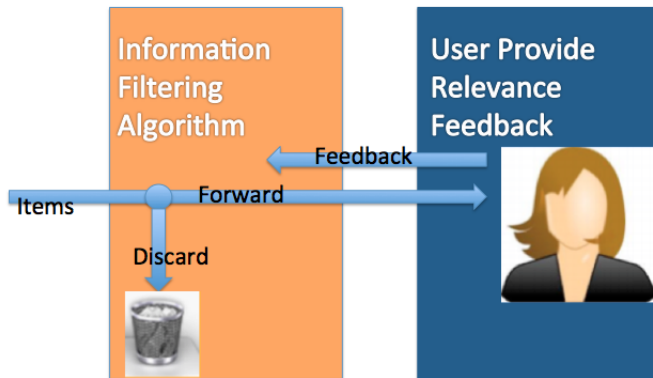 Information
Filtering
Algorithm
User Provide
Relevance
Feedback
Feedback
Forward
Items
Discard